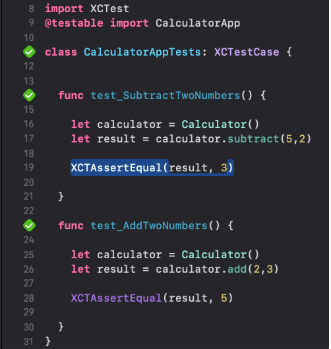 8 import XCTest
9 @testable import CalculatorApp
10
class CalculatorAppTests: XCTestCase {
12
13
func test_SubtractTwoNumbers() {
15
16 let calculator = Calculator()
17 let result = calculator.subtract(5,2)
18
19 XCTAssertEqual(result, 3)
20
21 }
22
func test_AddTwoNumbers() {
24
25 let calculator = Calculator()
26 let result = calculator.add(2,3)
27
28 XCTAssertEqual(result, 5)
29
30 }
31 }